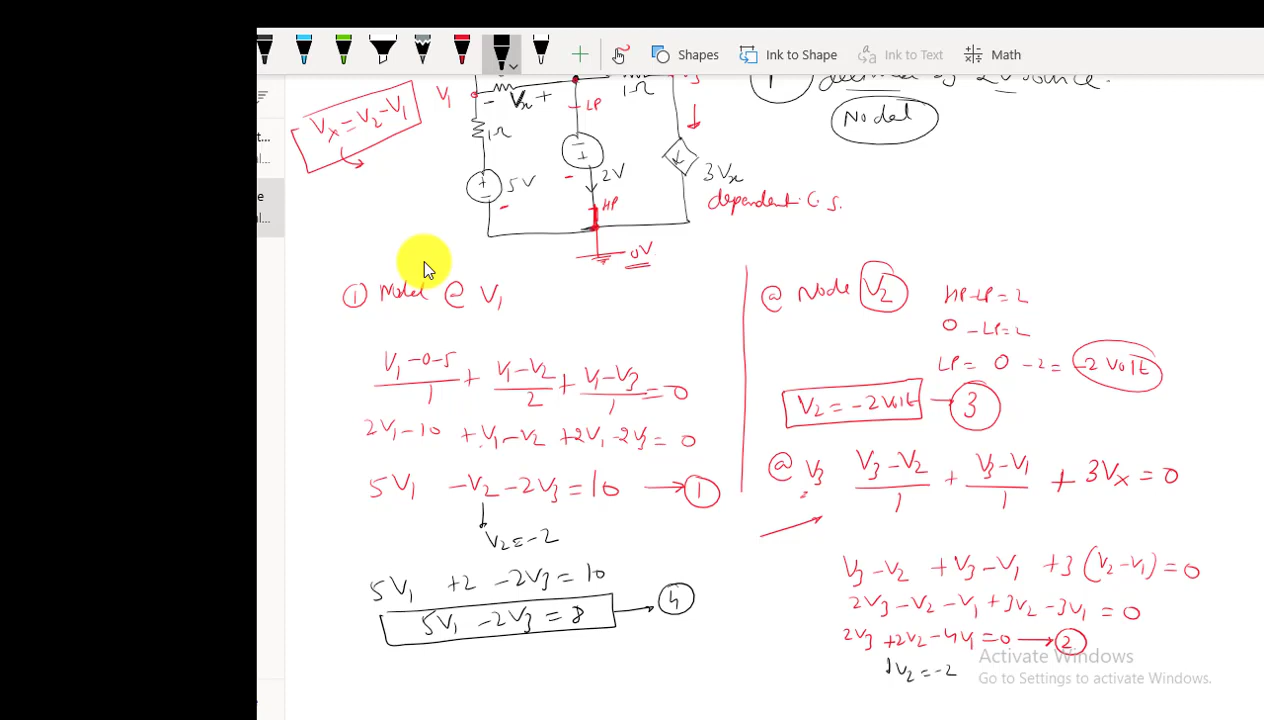 Shapes Ink to Shape Ink to Text Math
defined by 2V source.
Nodal
Vx = V2 - V1
V1 - Vx + LP 1Ω
1Ω
5V 2V 3Vx
HP dependent C.S.
0V
① Nodal @ V1
V1-0-5/1 + V1-V2/2 + V1-V3/1 = 0
2V1-10 + V1-V2 + 2V1-2V3 = 0
5V1 -V2 -2V3 = 10 → ①
V2 = -2
5V1 +2 -2V3 = 10
5V1 -2V3 = 8 → ④
@ Node V2
HP-LP = 2
0 -LP = 2
LP = 0 -2 = -2 Volt
V2 = -2 Volt → ③
@ V3 V3-V2/1 + V3-V1/1 + 3Vx = 0
V3-V2 + V3-V1 + 3(V2-V1) = 0
2V3 -V2 -V1 +3V2 -3V1 = 0
2V3 +2V2 -4V1 = 0 → ②
V2 = -2
Activate Windows
Go to Settings to activate Windows.